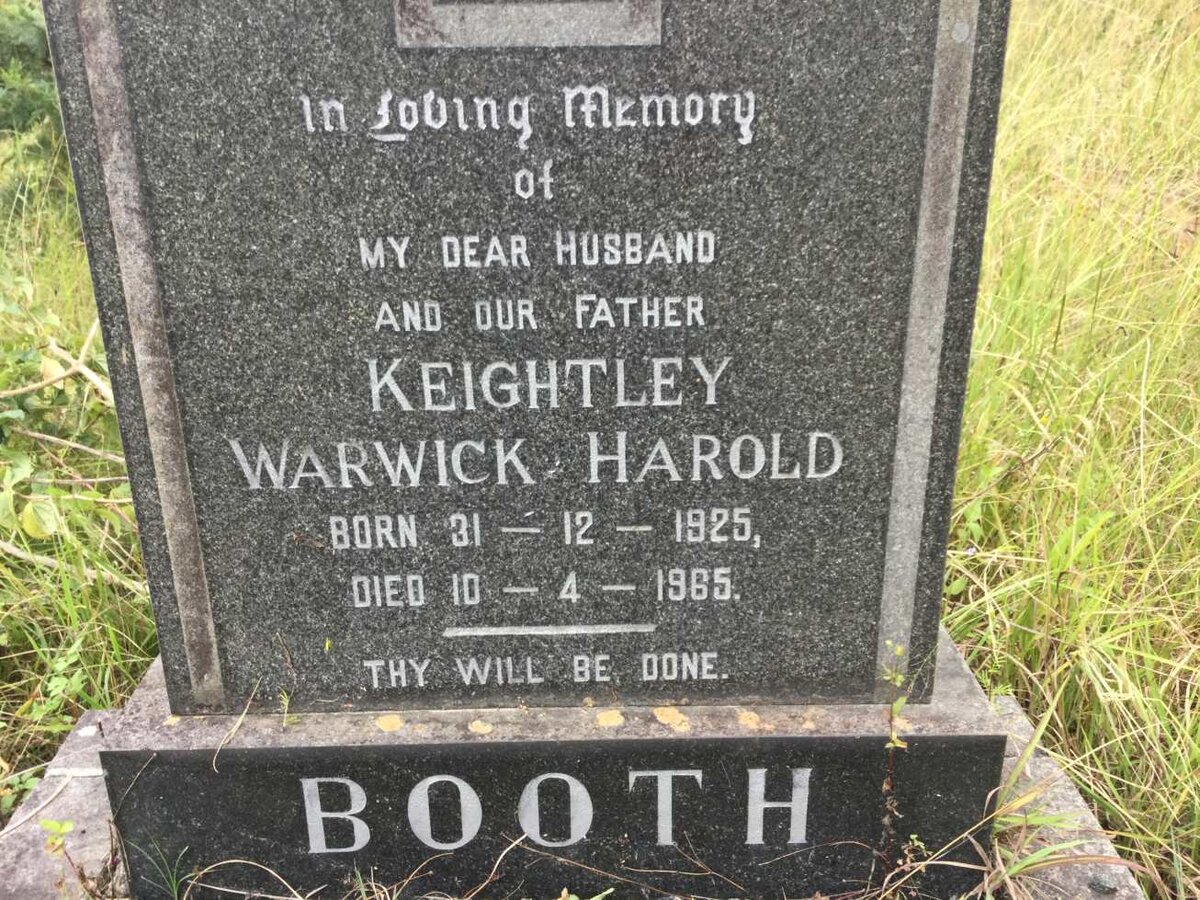 In Loving Memory
of
MY DEAR HUSBAND
AND OUR FATHER
KEIGHTLEY
WARWICK HAROLD
BORN 31 — 12 — 1925,
DIED 10 — 4 — 1965.
THY WILL BE DONE.
BOOTH